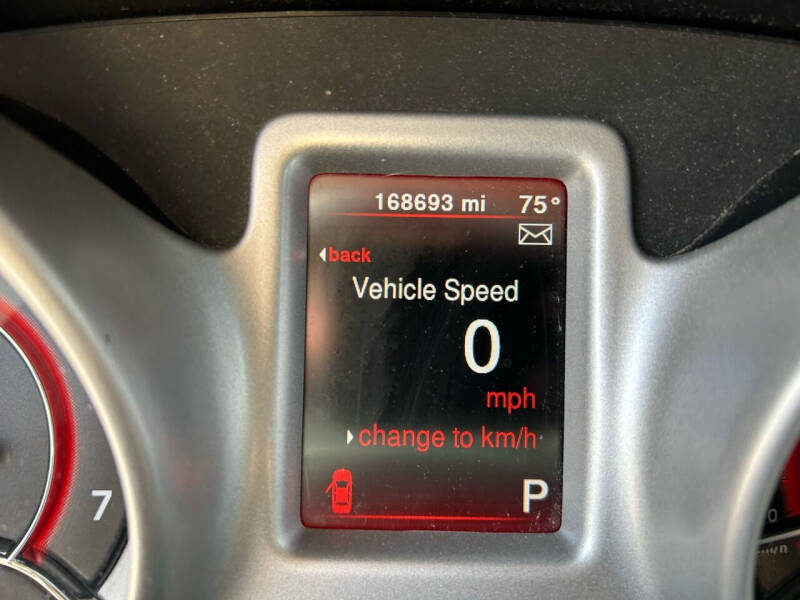 168693 mi 75°
back
Vehicle Speed
0
mph
change to km/h
P
7